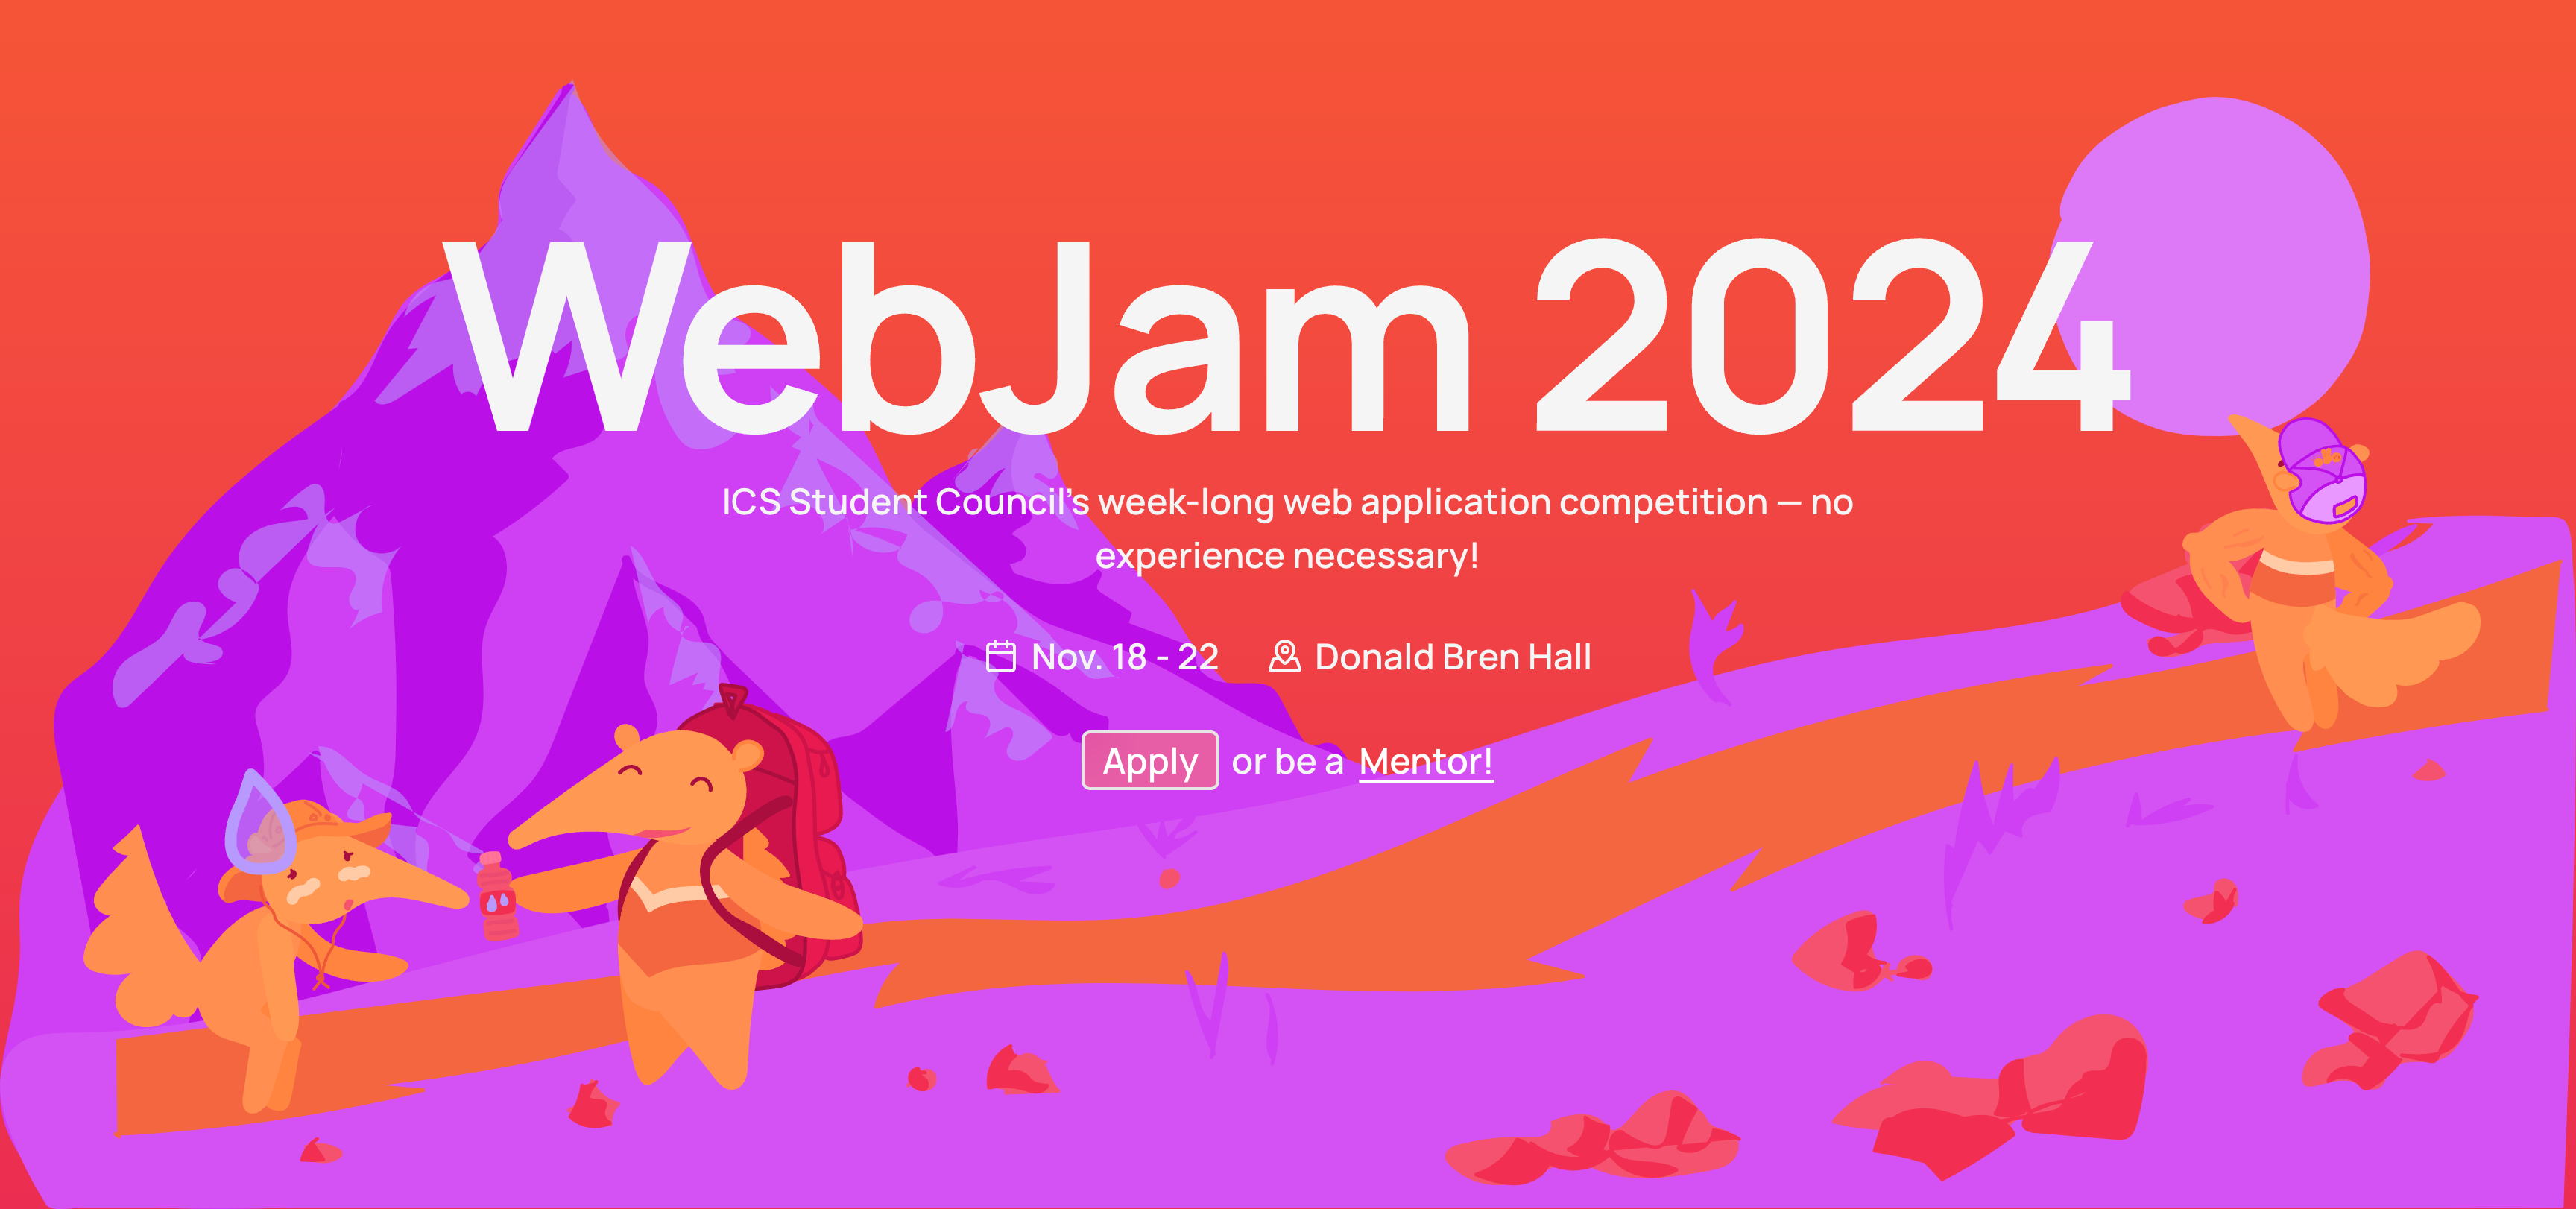 WebJam 2024
ICS Student Council’s week-long web application competition — no
experience necessary!
Nov. 18 - 22 Donald Bren Hall
Apply or be a Mentor!